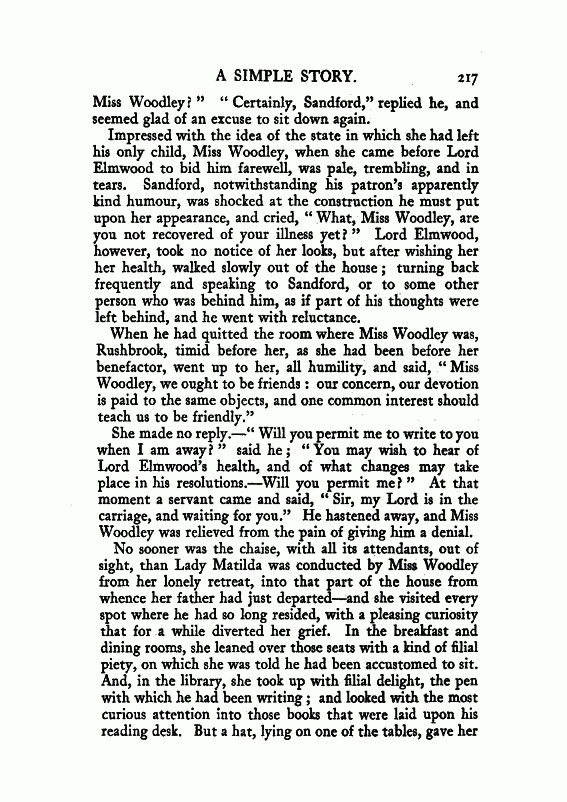 A SIMPLE STORY. 217
Miss Woodley? " " Certainly, Sandford," replied he, and
seemed glad of an excuse to sit down again.
Impressed with the idea of the state in which she had left
his only child, Miss Woodley, when she came before Lord
Elmwood to bid him farewell, was pale, trembling, and in
tears. Sandford, notwithstanding his patron's apparently
kind humour, was shocked at the construction he must put
upon her appearance, and cried, " What, Miss Woodley, are
you not recovered of your illness yet? " Lord Elmwood,
however, took no notice of her looks, but after wishing her
her health, walked slowly out of the house ; turning back
frequently and speaking to Sandford, or to some other
person who was behind him, as if part of his thoughts were
left behind, and he went with reluctance.
When he had quitted the room where Miss Woodley was,
Rushbrook, timid before her, as she had been before her
benefactor, went up to her, all humility, and said, " Miss
Woodley, we ought to be friends : our concern, our devotion
is paid to the same objects, and one common interest should
teach us to be friendly."
She made no reply.—" Will you permit me to write to you
when I am away? " said he ; " You may wish to hear of
Lord Elmwood's health, and of what changes may take
place in his resolutions.—Will you permit me? " At that
moment a servant came and said, " Sir, my Lord is in the
carriage, and waiting for you." He hastened away, and Miss
Woodley was relieved from the pain of giving him a denial.
No sooner was the chaise, with all its attendants, out of
sight, than Lady Matilda was conducted by Miss Woodley
from her lonely retreat, into that part of the house from
whence her father had just departed—and she visited every
spot where he had so long resided, with a pleasing curiosity
that for a while diverted her grief. In the breakfast and
dining rooms, she leaned over those seats with a kind of filial
piety, on which she was told he had been accustomed to sit.
And, in the library, she took up with filial delight, the pen
with which he had been writing ; and looked with the most
curious attention into those books that were laid upon his
reading desk. But a hat, lying on one of the tables, gave her